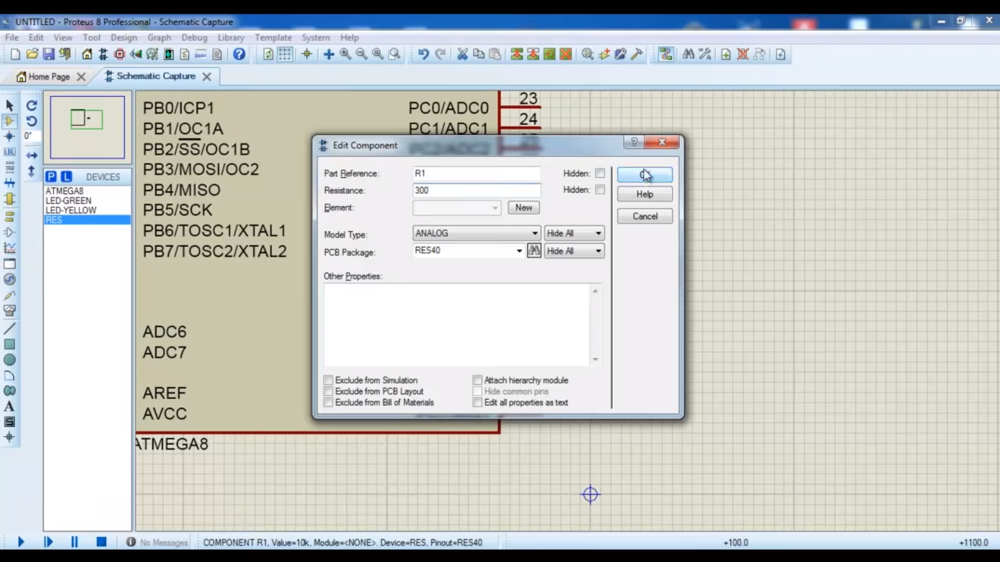 UNTITLED - Proteus 8 Professional - Schematic Capture
File Edit View Tool Design Graph Debug Library Template System Help
Home Page
Schematic Capture
0°
LBL
P L DEVICES
ATMEGA8
LED-GREEN
LED-YELLOW
RES
A
S
PB0/ICP1
PB1/OC1A
PB2/SS/OC1B
PB3/MOSI/OC2
PB4/MISO
PB5/SCK
PB6/TOSC1/XTAL1
PB7/TOSC2/XTAL2
ADC6
ADC7
AREF
AVCC
ATMEGA8
PC0/ADC0
PC1/ADC1
PC2/ADC2
23
24
Edit Component
Part Reference: R1 Hidden:
Resistance: 300 Hidden:
Element: New
Model Type: ANALOG Hide All
PCB Package: RES40 Hide All
Other Properties:
Exclude from Simulation
Exclude from PCB Layout
Exclude from Bill of Materials
Attach hierarchy module
Hide common pins
Edit all properties as text
Help
Cancel
No Messages
COMPONENT R1, Value=10k, Module=<NONE>. Device=RES, Pinout=RES40
+100.0
+1100.0